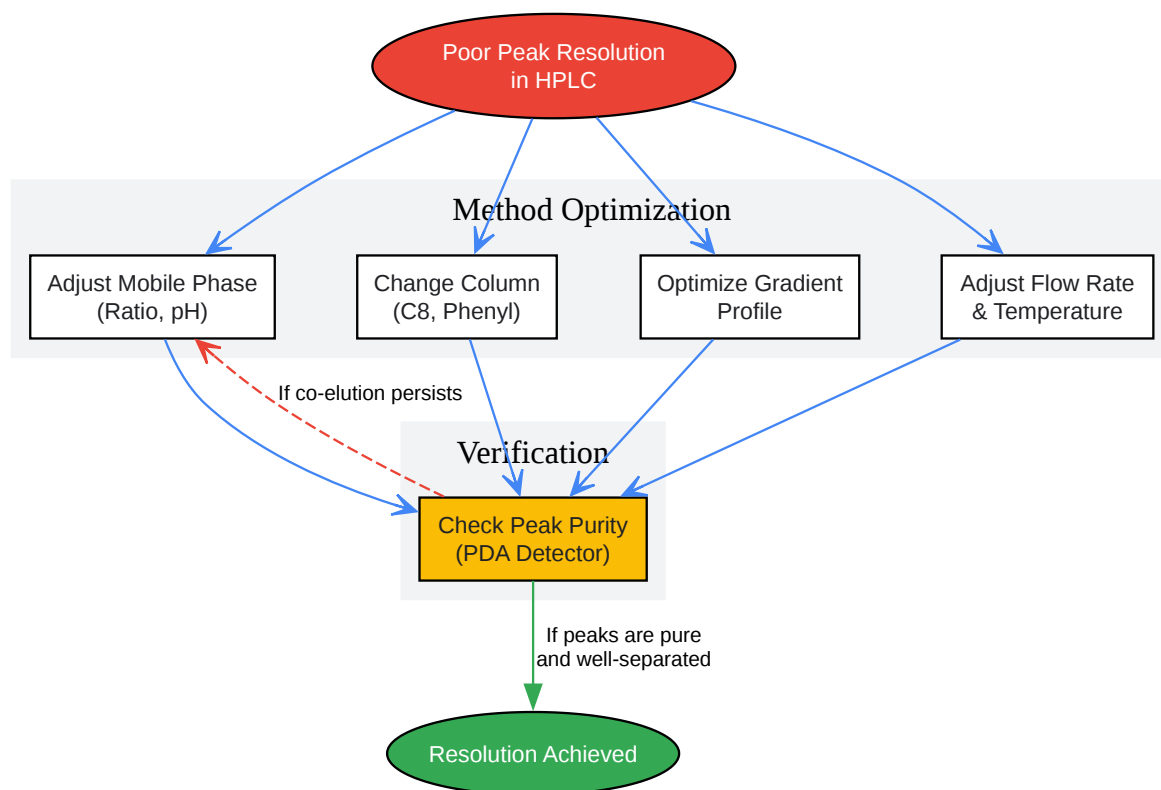 Poor Peak Resolution
in HPLC
Method Optimization
Adjust Mobile Phase
(Ratio, pH)
Change Column
(C8, Phenyl)
Optimize Gradient
Profile
Adjust Flow Rate
& Temperature
If co-elution persists
Verification
Check Peak Purity
(PDA Detector)
If peaks are pure
and well-separated
Resolution Achieved